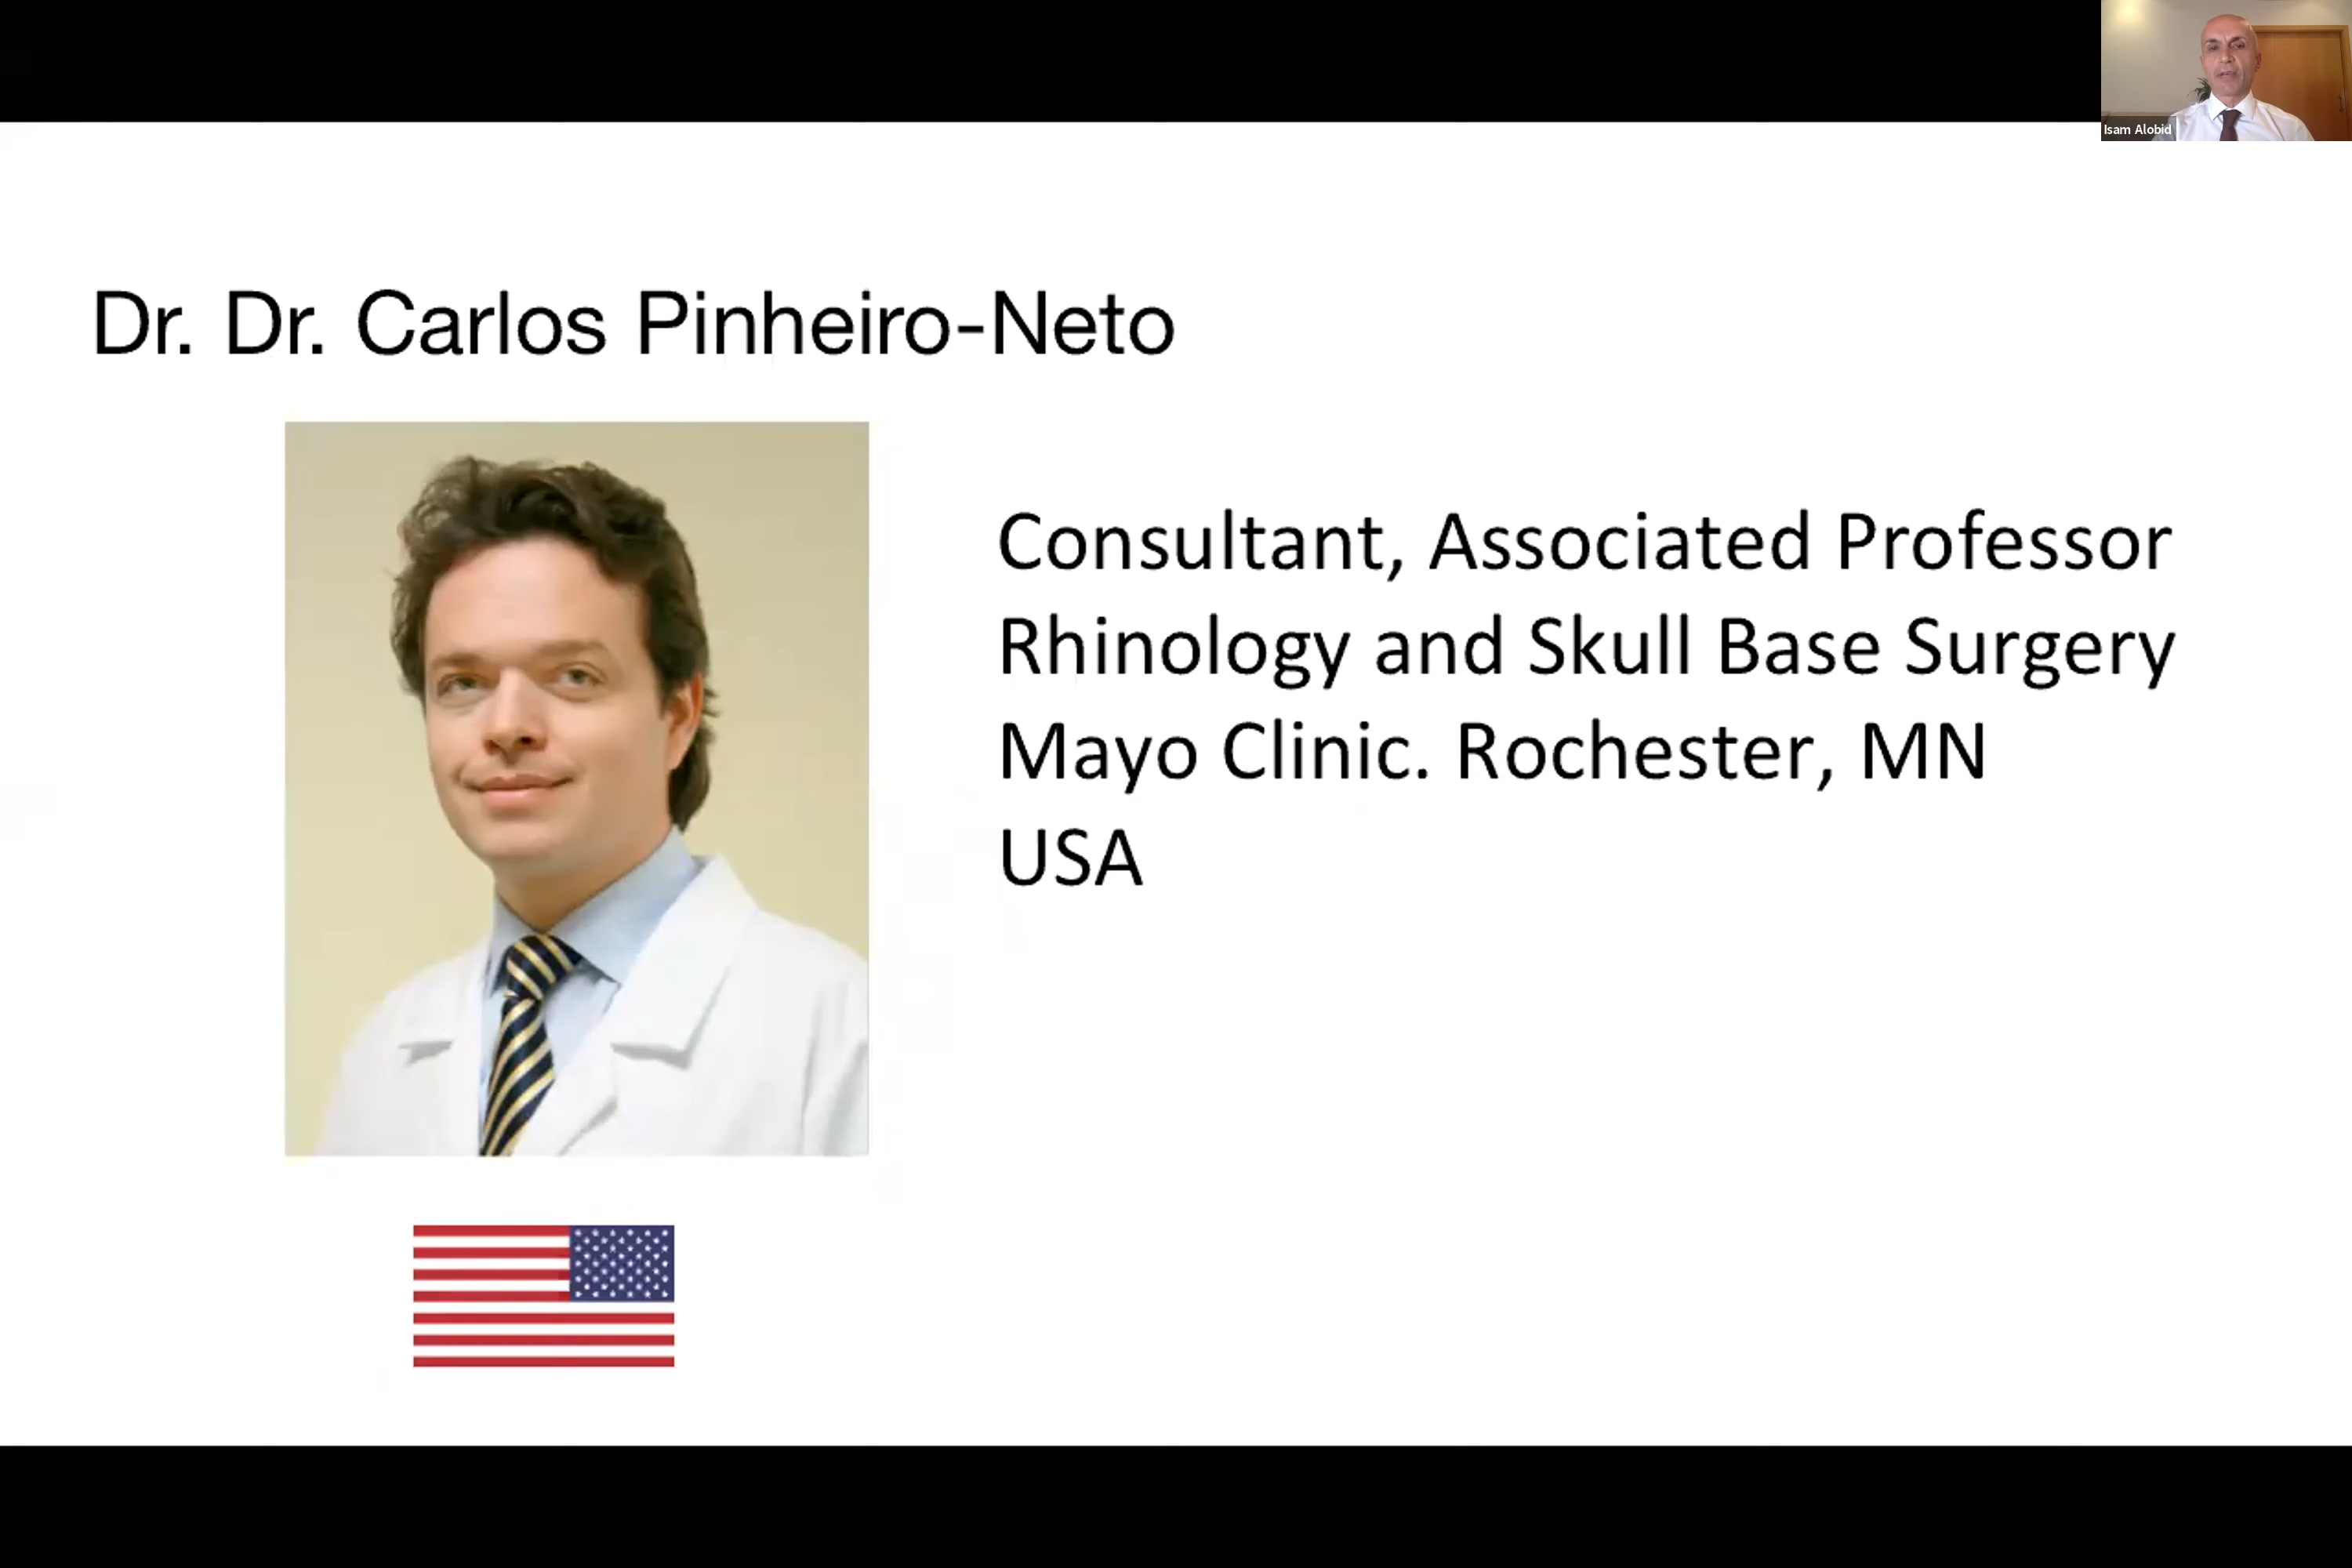 Isam Alobid
Dr. Dr. Carlos Pinheiro-Neto
Consultant, Associated Professor
Rhinology and Skull Base Surgery
Mayo Clinic. Rochester, MN
USA